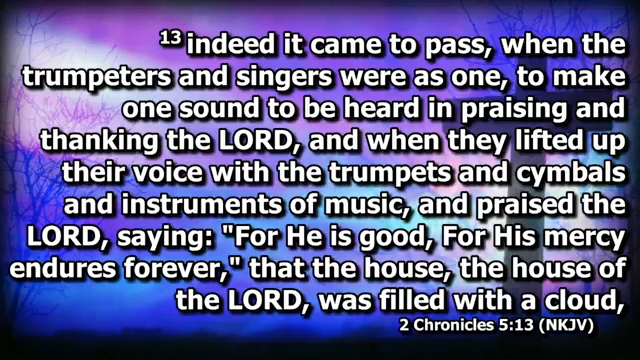 13 indeed it came to pass, when the
trumpeters and singers were as one, to make
one sound to be heard in praising and
thanking the LORD, and when they lifted up
their voice with the trumpets and cymbals
and instruments of music, and praised the
LORD, saying: "For He is good, For His mercy
endures forever," that the house, the house of
the LORD, was filled with a cloud,
2 Chronicles 5:13 (NKJV)